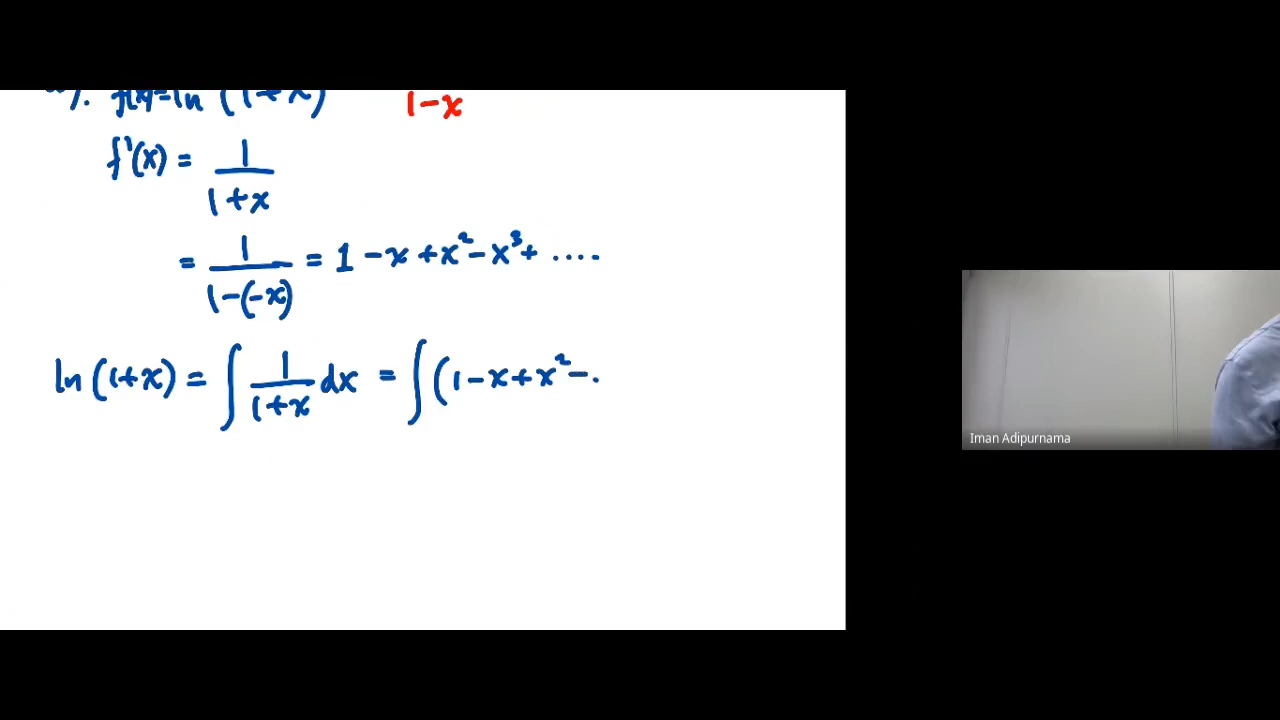 f(x)=ln (1+x) 1-x
f'(x) = 1/(1+x)
= 1/(1-(-x)) = 1 - x + x² - x³ + ....
ln (1+x) = ∫ 1/(1+x) dx = ∫ (1 - x + x² - .
Iman Adipurnama